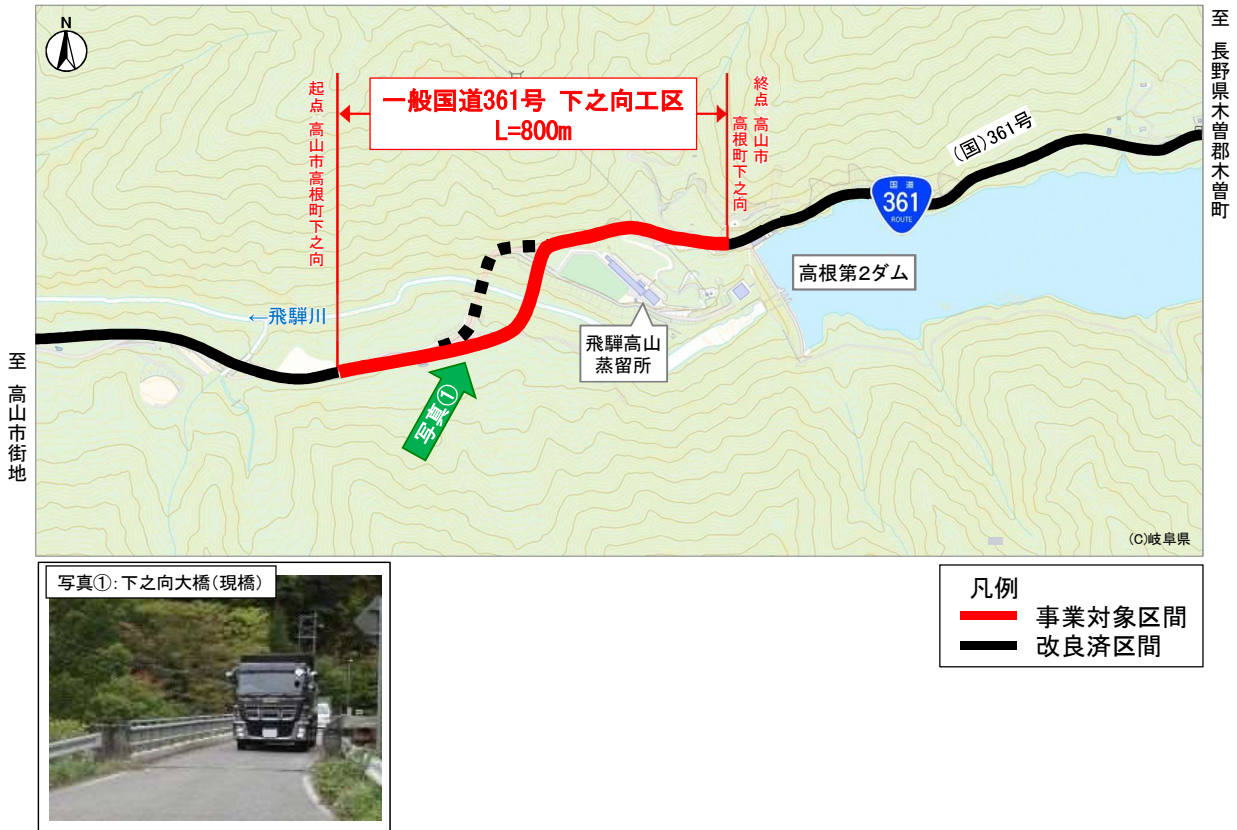 N
一般国道361号 下之向工区
L=800m
起点 高山市高根町下之向
終点 高山市
高根町下之向
(国)361号
国道
361
ROUTE
至 長野県木曽郡木曽町
高根第2ダム
←飛騨川
飛騨高山
蒸留所
至 高山市街地
写真①
(C)岐阜県
写真①:下之向大橋(現橋)
凡例
事業対象区間
改良済区間